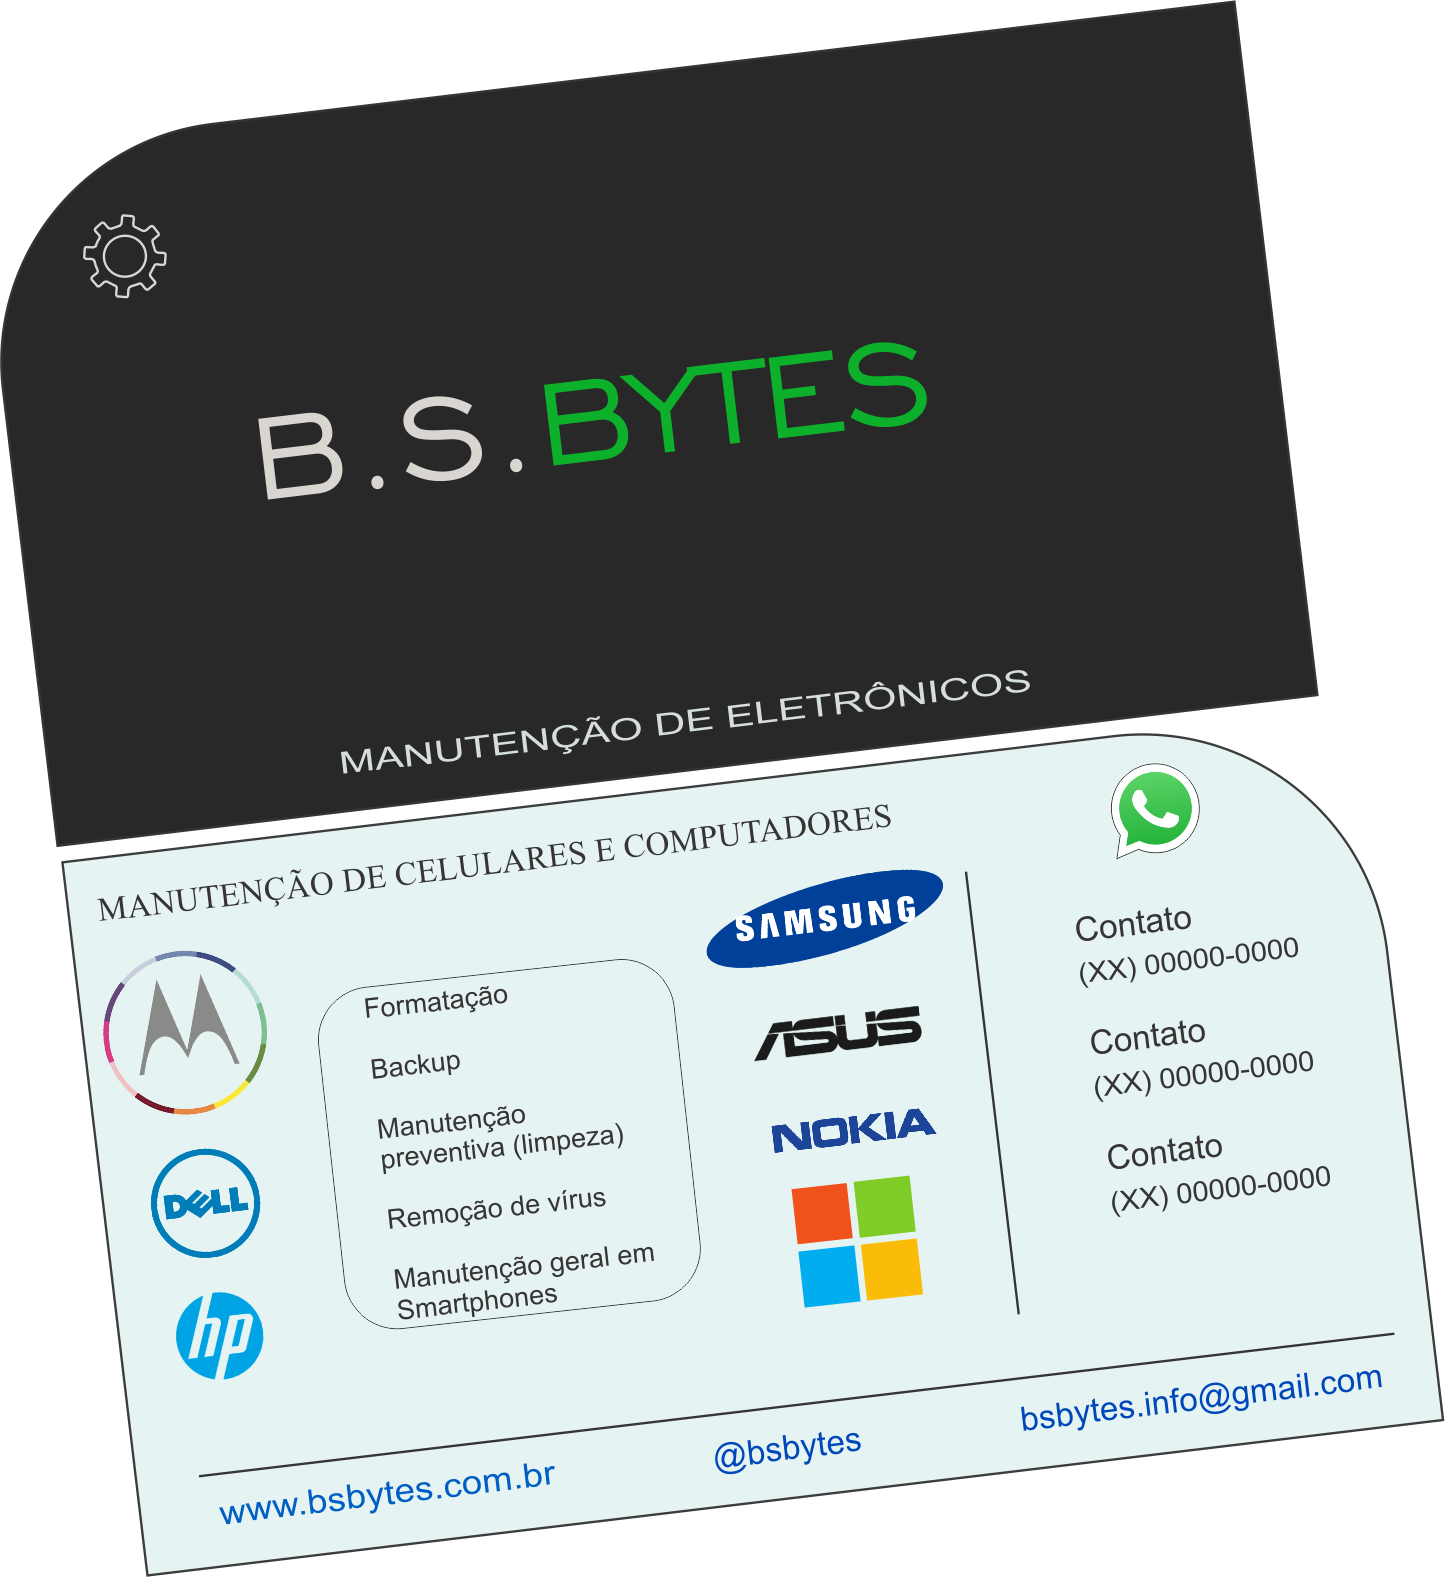 B.S.BYTES
MANUTENÇÃO DE ELETRÔNICOS
MANUTENÇÃO DE CELULARES E COMPUTADORES
Formatação
Backup
Manutenção
preventiva (limpeza)
Remoção de vírus
Manutenção geral em
Smartphones
DELL
hp
SAMSUNG
ASUS
NOKIA
Contato
(XX) 00000-0000
Contato
(XX) 00000-0000
Contato
(XX) 00000-0000
www.bsbytes.com.br
@bsbytes
bsbytes.info@gmail.com